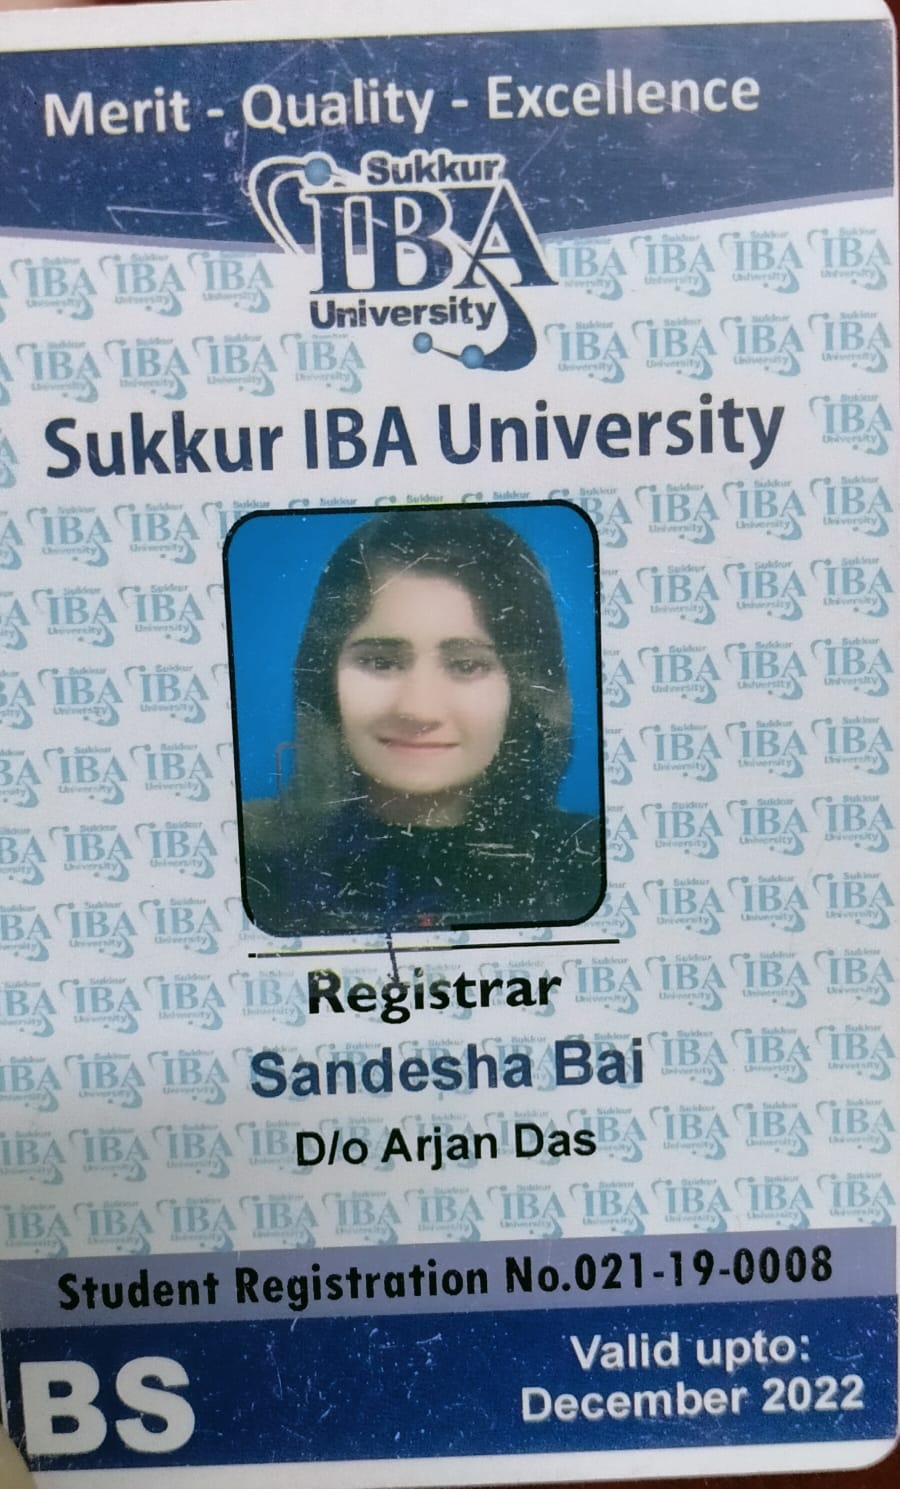 Merit - Quality - Excellence
Sukkur
IBA
University
Sukkur IBA University
Registrar
Sandesha Bai
D/o Arjan Das
Student Registration No.021-19-0008
BS
Valid upto:
December 2022